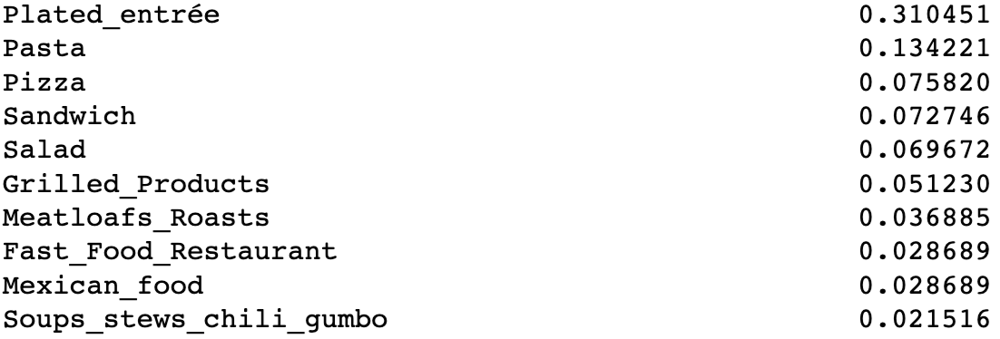 Plated_entrée 0.310451
Pasta 0.134221
Pizza 0.075820
Sandwich 0.072746
Salad 0.069672
Grilled_Products 0.051230
Meatloafs_Roasts 0.036885
Fast_Food_Restaurant 0.028689
Mexican_food 0.028689
Soups_stews_chili_gumbo 0.021516